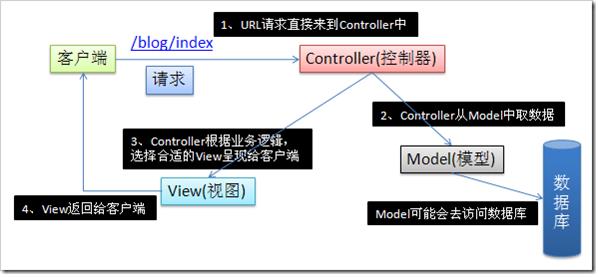 1、URL请求直接来到Controller中
客户端
/blog/index
请求
Controller(控制器)
2、Controller从Model中取数据
3、Controller根据业务逻辑，
选择合适的View呈现给客户端
Model(模型)
数据库
View(视图)
4、View返回给客户端
Model可能会去访问数据库